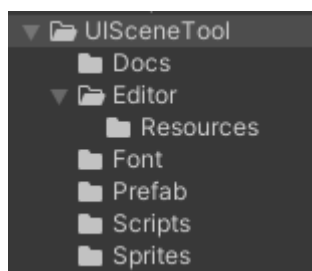 UISceneTool
Docs
Editor
Resources
Font
Prefab
Scripts
Sprites